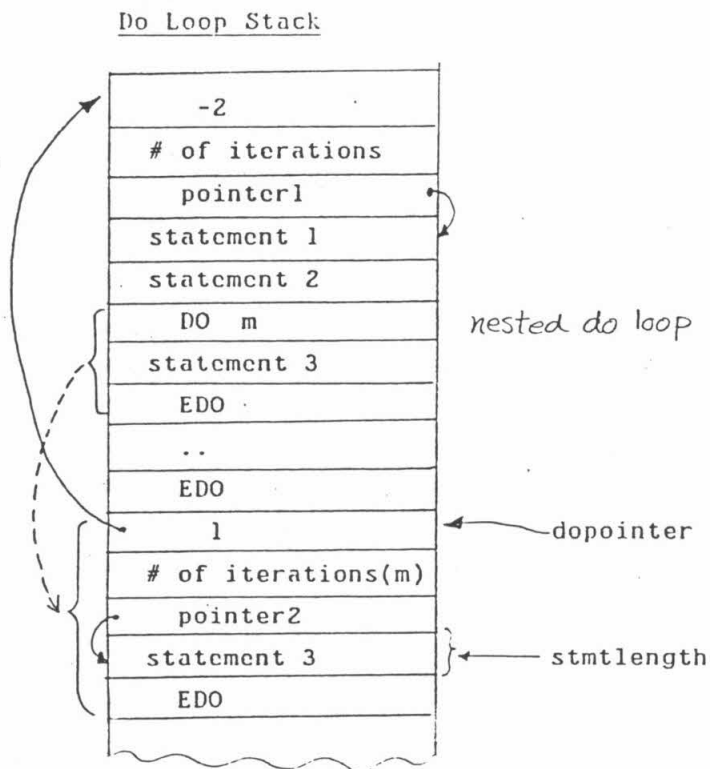 Do Loop Stack
-2
# of iterations
pointer1
statement 1
statement 2
DO m
nested do loop
statement 3
EDO
..
EDO
1
dopointer
# of iterations(m)
pointer2
statement 3
stmtlength
EDO